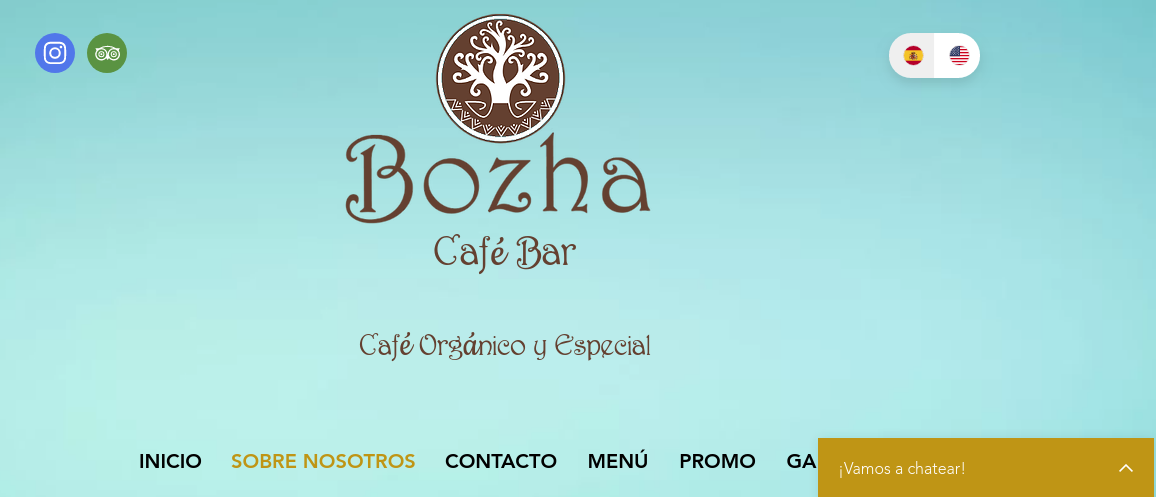 Bozha
Café Bar
Café Orgánico y Especial
INICIO SOBRE NOSOTROS CONTACTO MENÚ PROMO GA
¡Vamos a chatear!